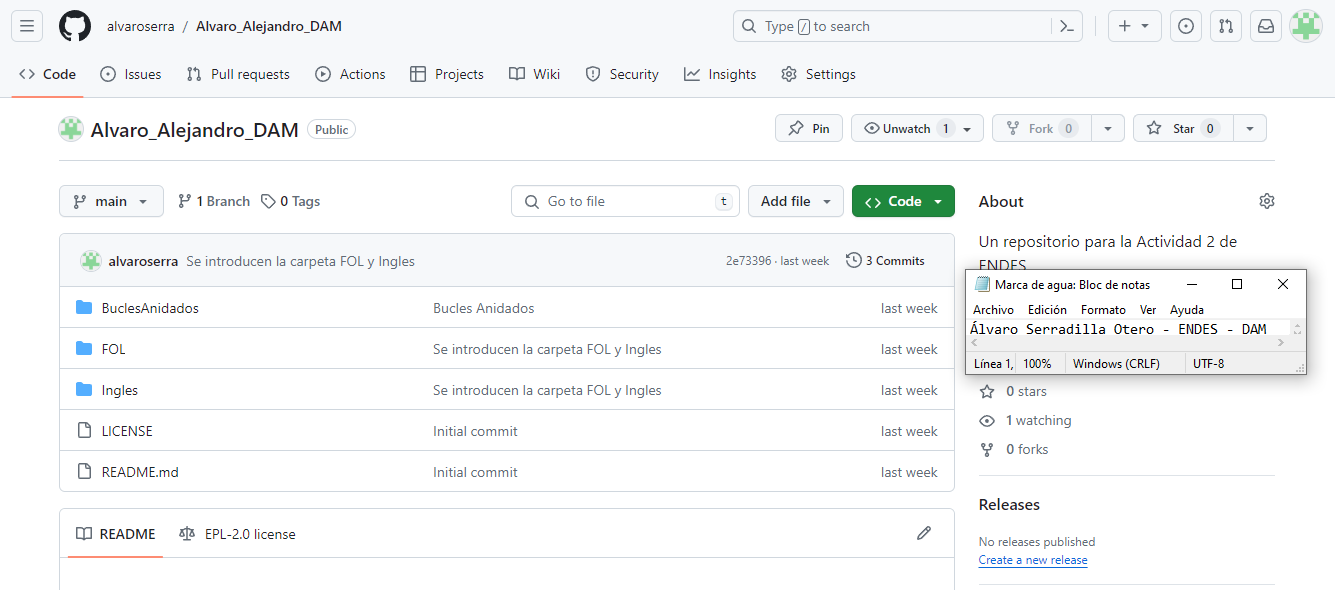 alvaroserra / Alvaro_Alejandro_DAM
Type / to search
Code Issues Pull requests Actions Projects Wiki Security Insights Settings
Alvaro_Alejandro_DAM Public
Pin Unwatch 1 Fork 0 Star 0
main 1 Branch 0 Tags Go to file t Add file Code
alvaroserra Se introducen la carpeta FOL y Ingles 2e73396 · last week 3 Commits
BuclesAnidados Bucles Anidados last week
FOL Se introducen la carpeta FOL y Ingles last week
Ingles Se introducen la carpeta FOL y Ingles last week
LICENSE Initial commit last week
README.md Initial commit last week
README EPL-2.0 license
About
Un repositorio para la Actividad 2 de
ENDES
Marca de agua: Bloc de notas
Archivo Edición Formato Ver Ayuda
Álvaro Serradilla Otero - ENDES - DAM
Línea 1, 100% Windows (CRLF) UTF-8
0 stars
1 watching
0 forks
Releases
No releases published
Create a new release